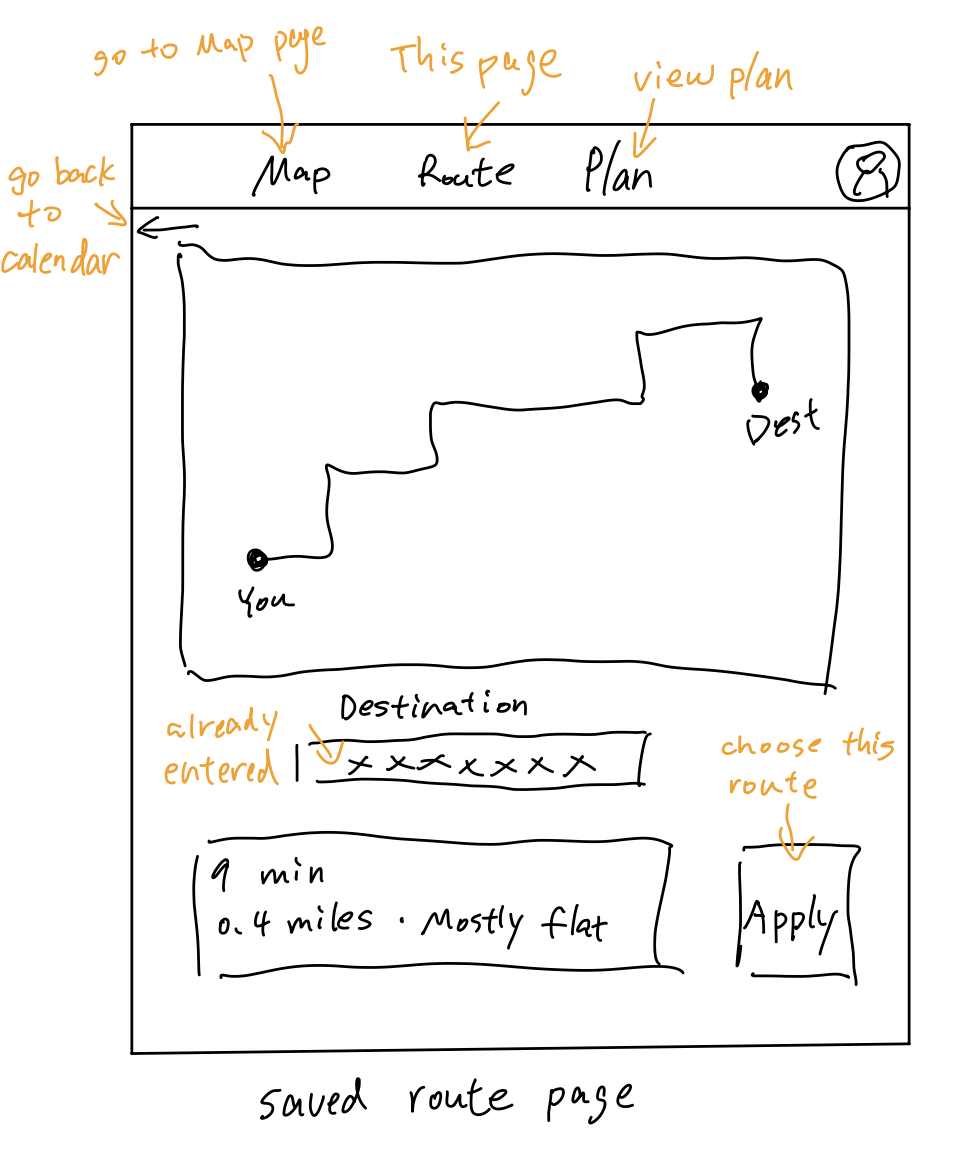 go to Map page
This page
view plan
Map Route Plan
go back
to
calendar
Dest
You
Destination
already
entered
xxxxxxx
choose this
route
9 min
0.4 miles · Mostly flat
Apply
saved route page